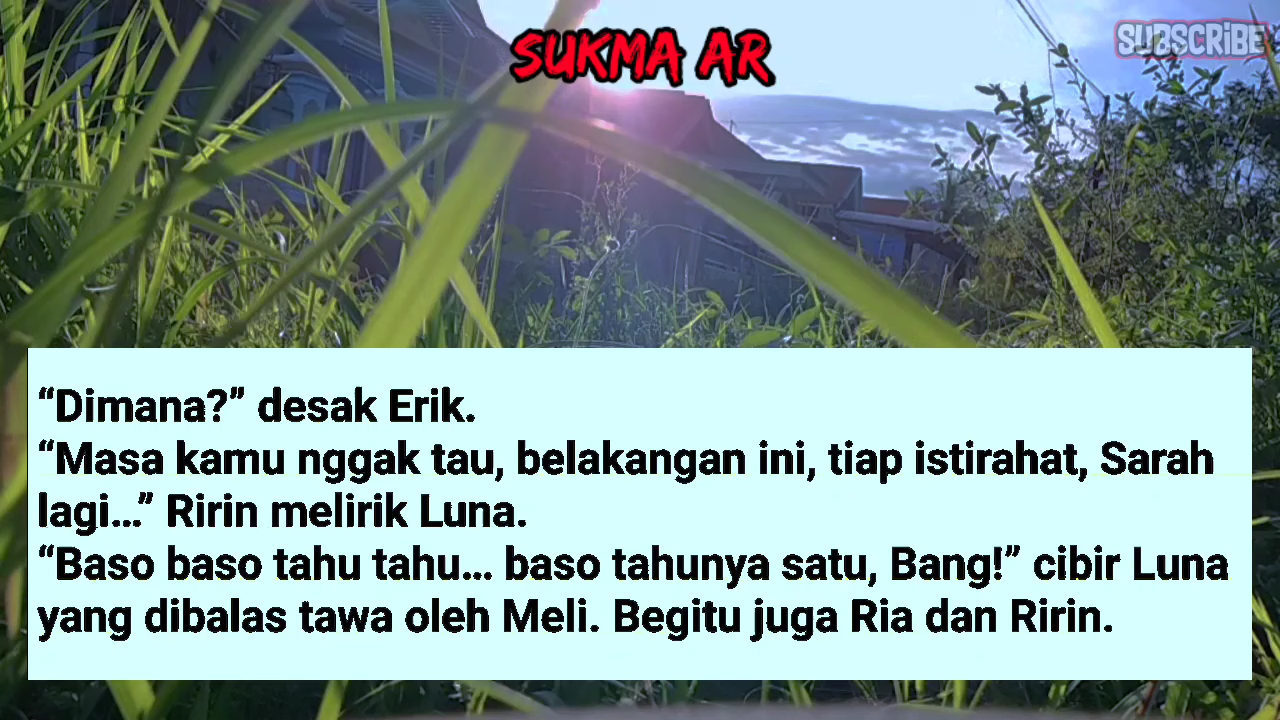 SUKMA AR
SUBSCRIBE
“Dimana?” desak Erik.
“Masa kamu nggak tau, belakangan ini, tiap istirahat, Sarah
lagi…” Ririn melirik Luna.
“Baso baso tahu tahu… baso tahunya satu, Bang!” cibir Luna
yang dibalas tawa oleh Meli. Begitu juga Ria dan Ririn.